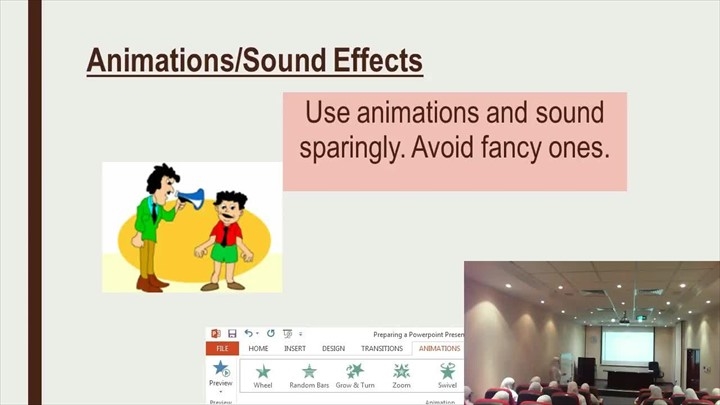 Animations/Sound Effects
Use animations and sound
sparingly. Avoid fancy ones.
Preparing a Powerpoint Presen
FILE HOME INSERT DESIGN TRANSITIONS ANIMATIONS
Preview Wheel Random Bars Grow & Turn Zoom Swivel
Preview Animation